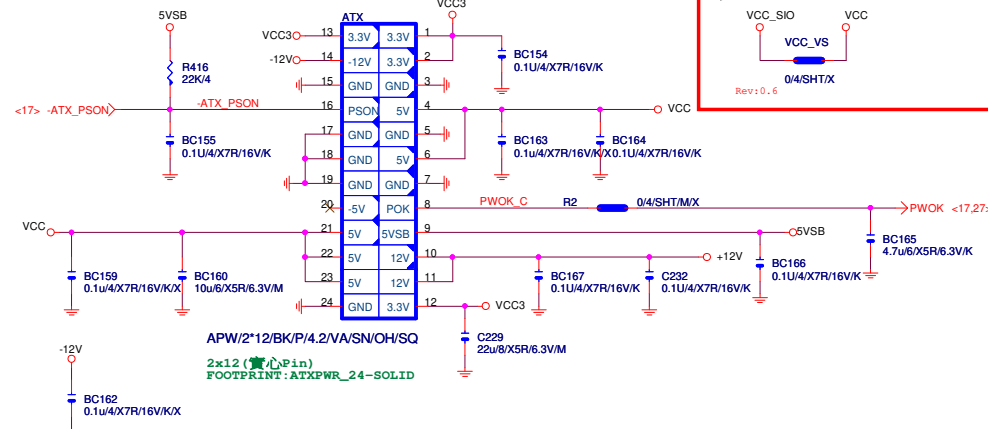 5VSB
ATX
VCC3
VCC_SIO
VCC
VCC_VS
0/4/SHT/X
Rev:0.6
VCC3
13
3.3V
3.3V
1
-12V
14
-12V
3.3V
2
BC154
0.1U/4/X7R/16V/K
R416
22K/4
15
GND
GND
3
<17>
-ATX_PSON
-ATX_PSON
16
PSON
5V
4
VCC
17
GND
GND
5
BC155
0.1U/4/X7R/16V/K
BC163
0.1u/4/X7R/16V/K/X
BC164
0.1U/4/X7R/16V/K
18
GND
5V
6
19
GND
GND
7
20
-5V
POK
8
PWOK_C
R2
0/4/SHT/M/X
PWOK
<17,27>
VCC
21
5V
5VSB
9
5VSB
BC165
4.7u/6/X5R/6.3V/K
22
5V
12V
10
+12V
BC159
0.1u/4/X7R/16V/K/X
BC160
10u/6/X5R/6.3V/M
23
5V
12V
11
BC167
0.1U/4/X7R/16V/K
C232
0.1U/4/X7R/16V/K
BC166
0.1U/4/X7R/16V/K
24
GND
3.3V
12
VCC3
APW/2*12/BK/P/4.2/VA/SN/OH/SQ
C229
22u/8/X5R/6.3V/M
2x12(實心Pin)
FOOTPRINT:ATXPWR_24-SOLID
-12V
BC162
0.1u/4/X7R/16V/K/X